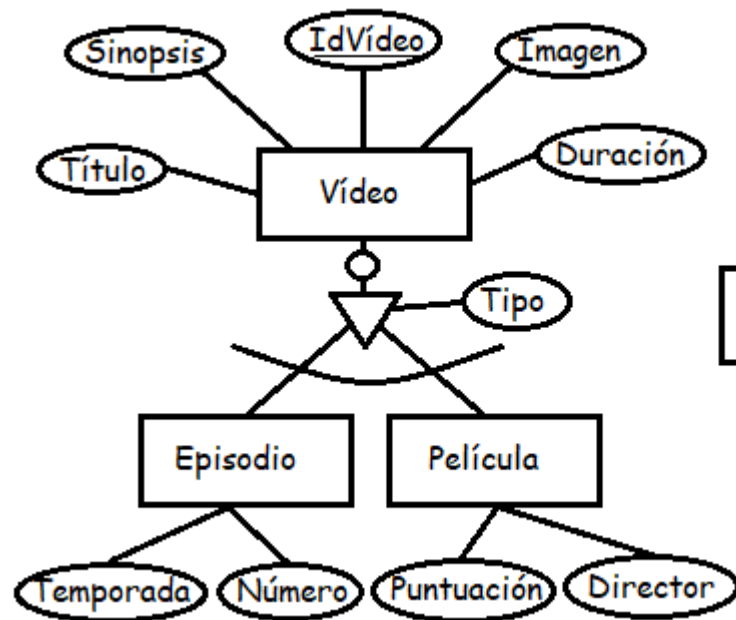 Sinopsis
IdVídeo
Imagen
Título
Duración
Vídeo
Tipo
Episodio
Película
Temporada
Número
Puntuación
Director